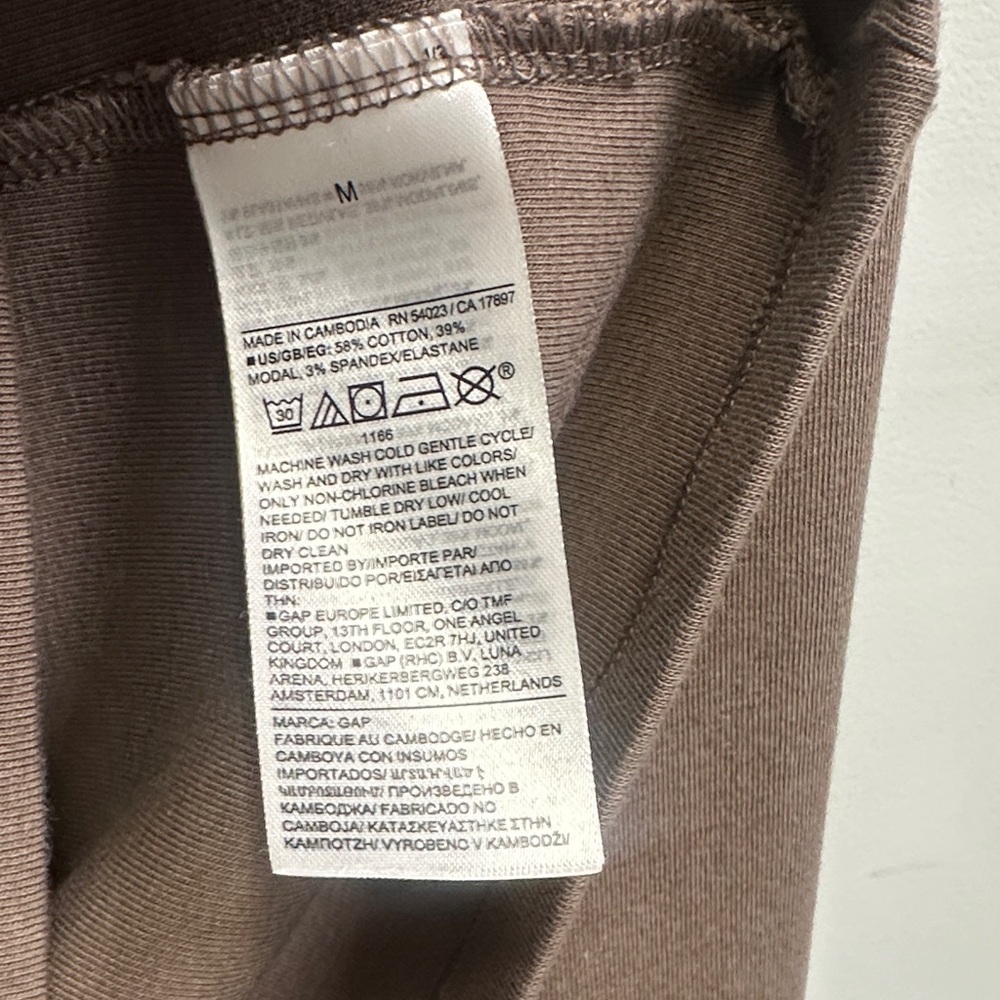 1/2
M
MADE IN CAMBODIA RN 54023 / CA 17897
■US/GB/EG: 58% COTTON, 39%
MODAL, 3% SPANDEX/ELASTANE
30 ®
1166
MACHINE WASH COLD GENTLE CYCLE/
WASH AND DRY WITH LIKE COLORS/
ONLY NON-CHLORINE BLEACH WHEN
NEEDED/ TUMBLE DRY LOW/ COOL
IRON/ DO NOT IRON LABEL/ DO NOT
DRY CLEAN
IMPORTED BY/IMPORTE PAR/
DISTRIBUIDO POR/ΕΙΣΑΓΕΤΑΙ ΑΠΟ
ΤΗΝ:
■GAP EUROPE LIMITED, C/O TMF
GROUP, 13TH FLOOR, ONE ANGEL
COURT, LONDON, EC2R 7HJ, UNITED
KINGDOM ■GAP (RHC) B.V, LUNA
ARENA, HERIKERBERGWEG 238,
AMSTERDAM, 1101 CM, NETHERLANDS
MARCA: GAP
FABRIQUE AU CAMBODGE/ HECHO EN
CAMBOYA CON INSUMOS
IMPORTADOS/
ПРОИЗВЕДЕНО В
КАМБОДЖА/ FABRICADO NO
CAMBOJA/ ΚΑΤΑΣΚΕΥΑΣΤΗΚΕ ΣΤΗΝ
ΚΑΜΠΟΤΖΗ/ VYROBENO V KAMBODŽI/